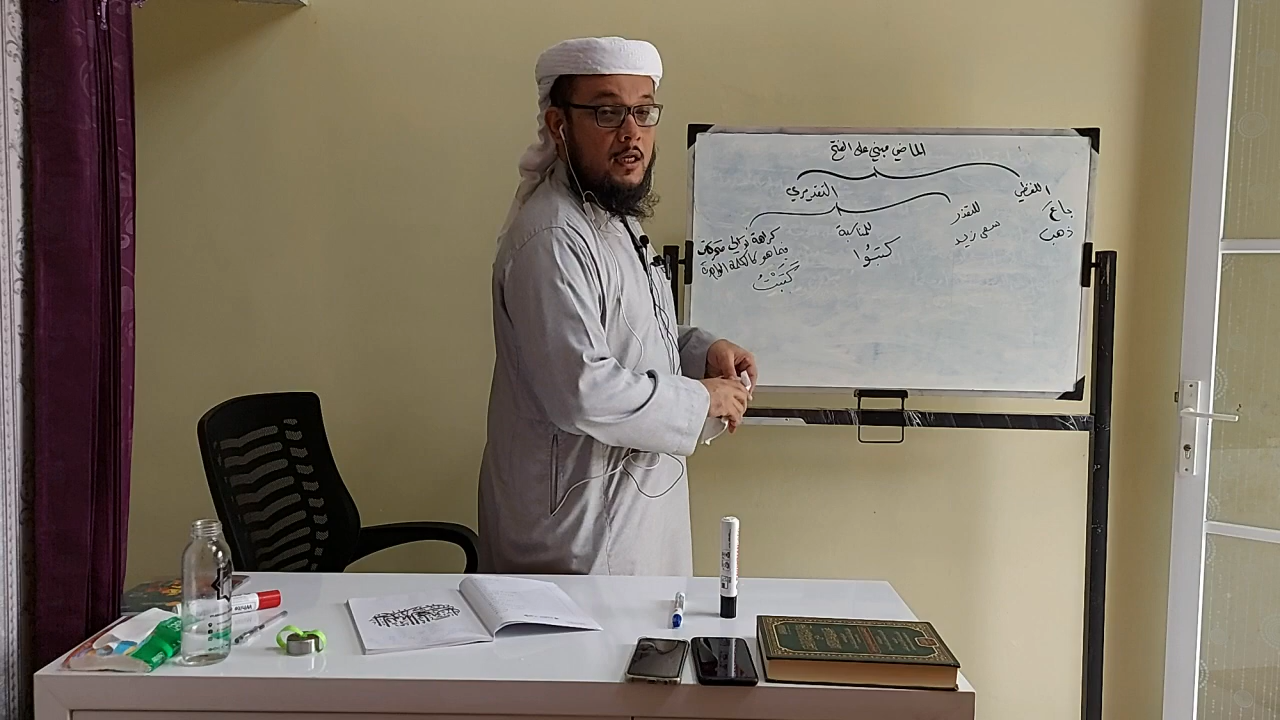 الماضي مبني على الفتح
اللفظي
التقديري
باع
ذهب
للتعذر
سعى زيد
للمناسبة
كتبُوا
كراهة توالي متحركات
فيما هو كالكلمة الواحدة
كَتَبْتُ
White